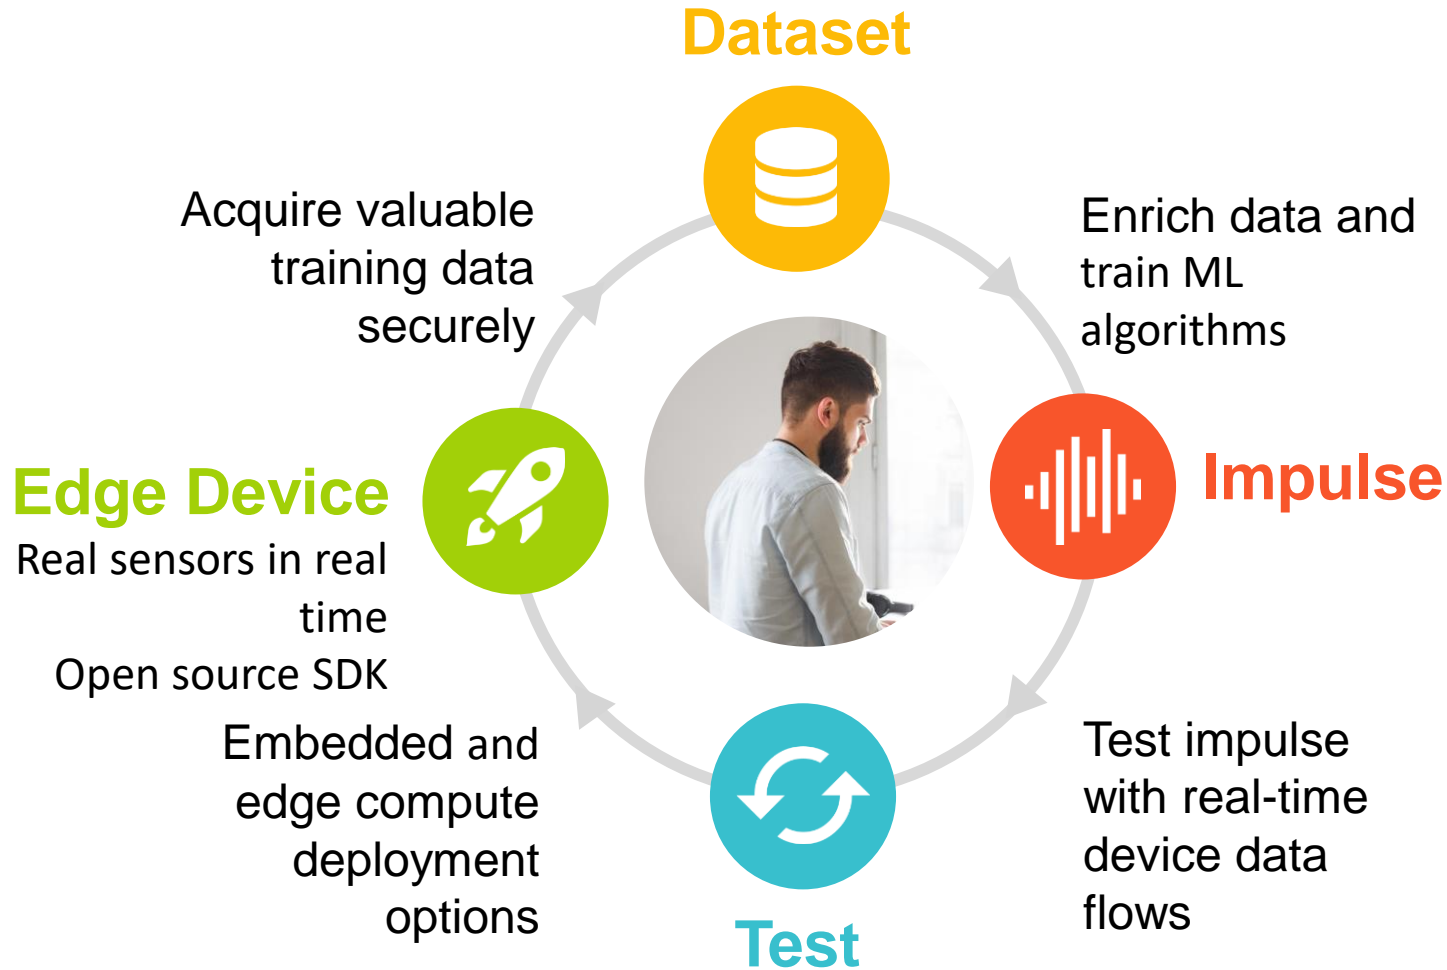 Dataset
Acquire valuable
training data
securely
Enrich data and
train ML
algorithms
Edge Device
Real sensors in real
time
Open source SDK
Impulse
Embedded and
edge compute
deployment
options
Test impulse
with real-time
device data
flows
Test